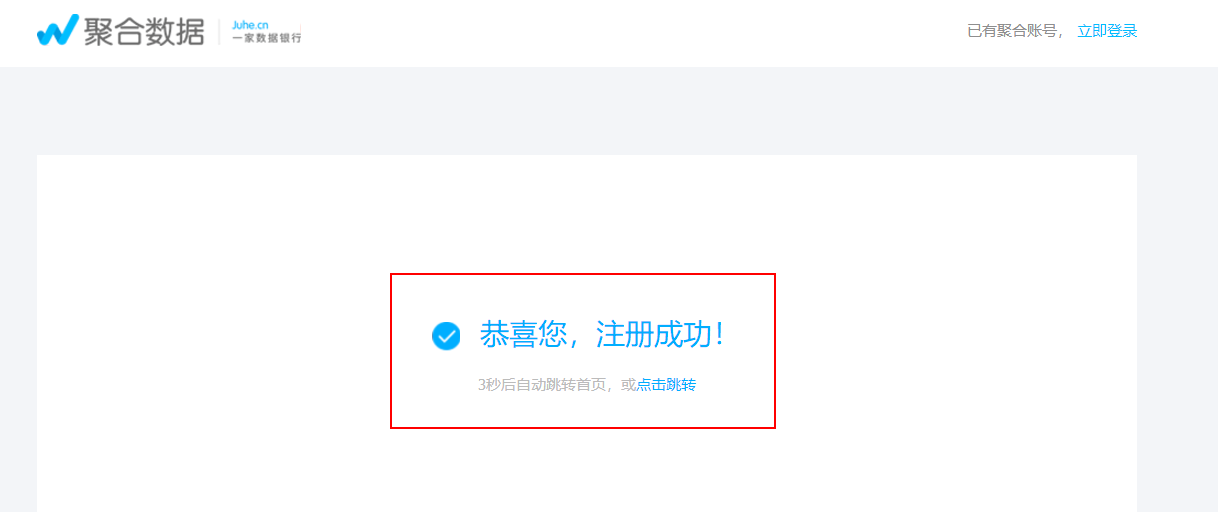 聚合数据
Juhe.cn
一家数据银行
已有聚合账号， 立即登录
恭喜您，注册成功！
3秒后自动跳转首页，或点击跳转